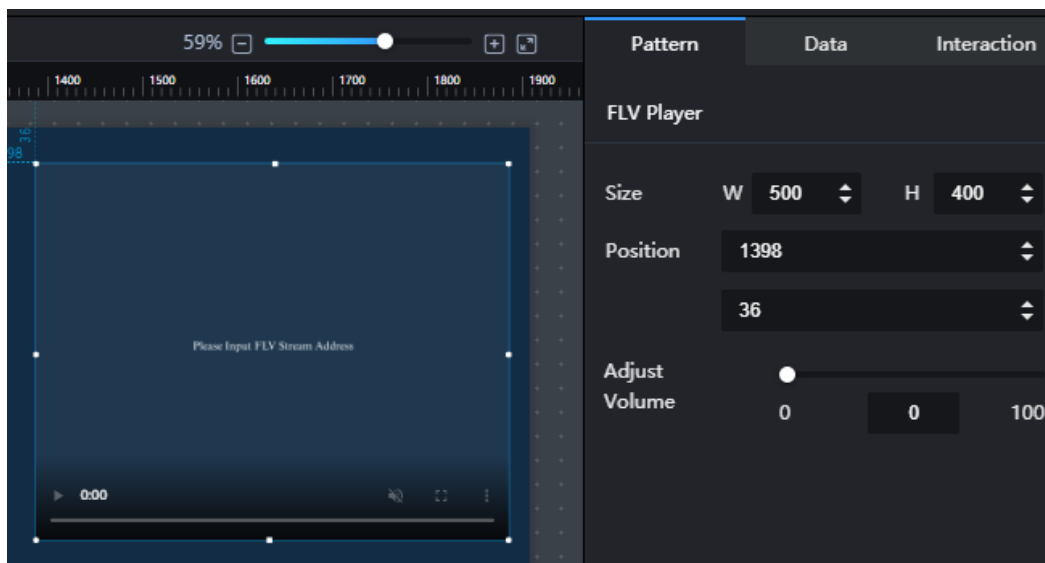 59%
Pattern Data Interaction
1400 1500 1600 1700 1800 1900
FLV Player
36
98
Size W 500 H 400
Position 1398
36
Please Input FLV Stream Address
Adjust
Volume
0 0 100
0:00